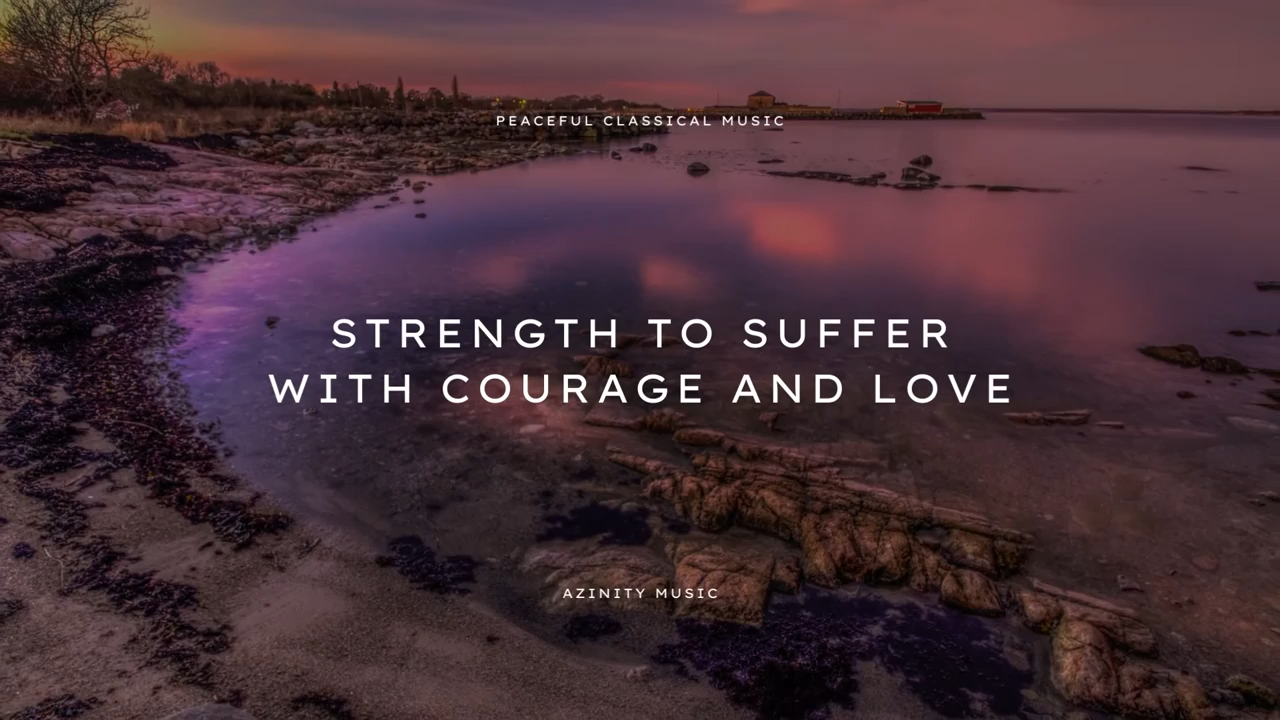 PEACEFUL CLASSICAL MUSIC
STRENGTH TO SUFFER
WITH COURAGE AND LOVE
AZINITY MUSIC